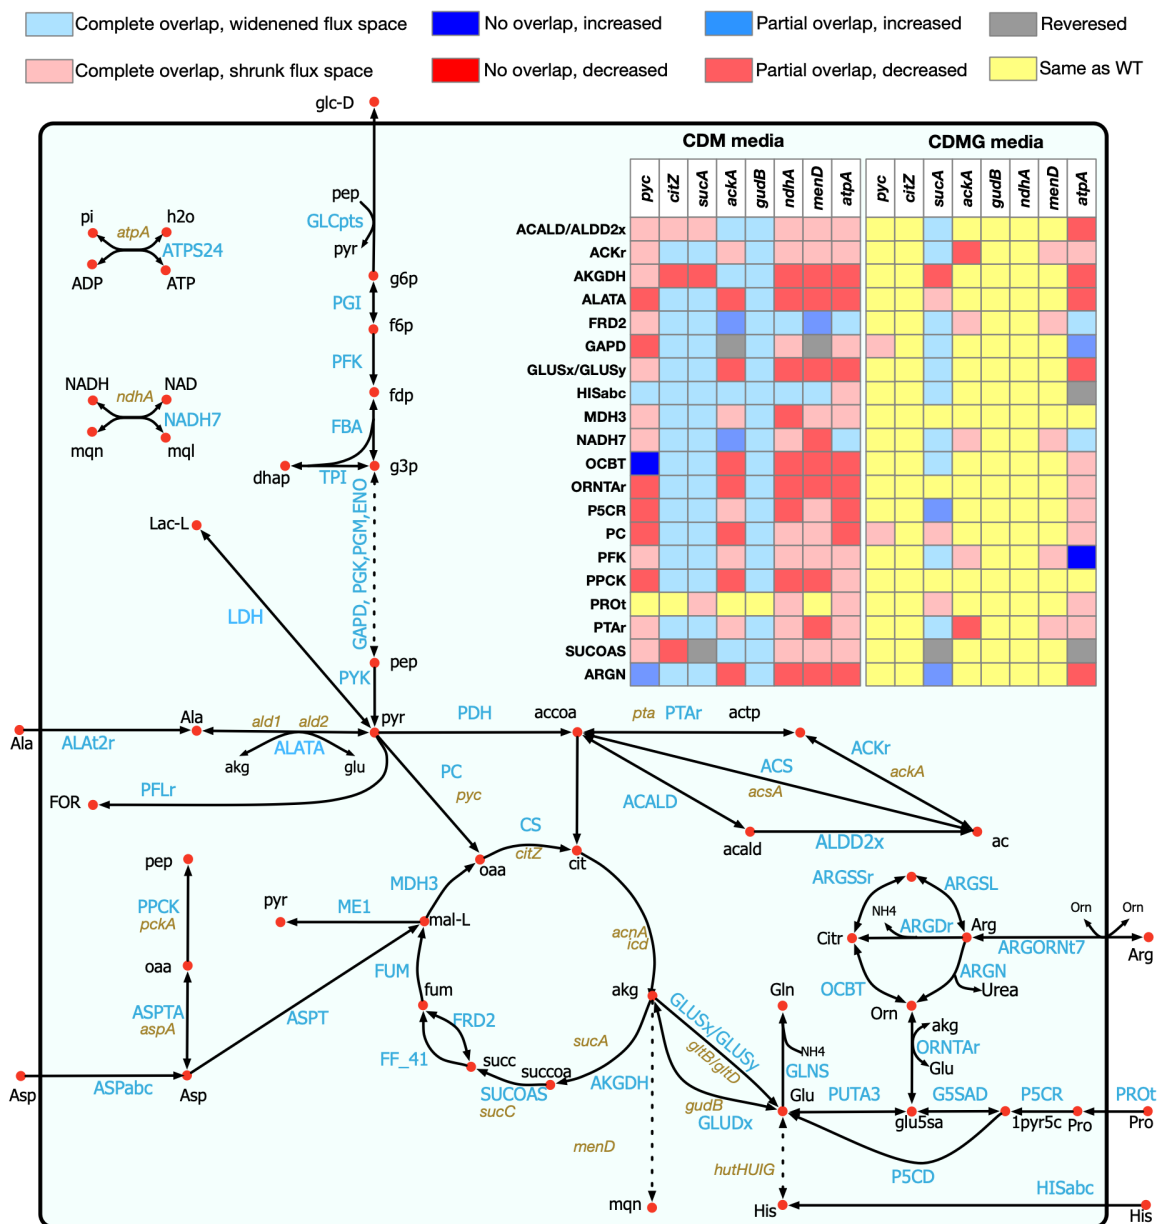 Complete overlap, widenened flux space
No overlap, increased
Partial overlap, increased
Reveresed
Complete overlap, shrunk flux space
No overlap, decreased
Partial overlap, decreased
Same as WT
glc-D
CDM media
CDMG media
pyc citZ sucA ackA gudB ndhA menD atpA
pyc citZ sucA ackA gudB ndhA menD atpA
ACALD/ALDD2x
ACKr
AKGDH
ALATA
FRD2
GAPD
GLUSx/GLUSy
HISabc
MDH3
NADH7
OCBT
ORNTAr
P5CR
PC
PFK
PPCK
PROt
PTAr
SUCOAS
ARGN
pep
GLCpts
pyr
pi
h2o
atpA
ATPS24
ADP
ATP
g6p
PGI
f6p
PFK
fdp
NADH
NAD
ndhA
NADH7
mqn
mql
FBA
dhap
TPI
g3p
GAPD, PGK,PGM,ENO
Lac-L
LDH
pep
PYK
Ala
Ala
ALAt2r
ald1
ald2
ALATA
akg
glu
pyr
PDH
accoa
pta
PTAr
actp
ACKr
ackA
ACS
acsA
ACALD
acald
ALDD2x
ac
FOR
PFLr
PC
pyc
CS
citZ
oaa
cit
pep
PPCK
pckA
oaa
ASPTA
aspA
Asp
ASPabc
Asp
ASPT
pyr
ME1
MDH3
mal-L
FUM
fum
FRD2
FF_41
succ
succoa
SUCOAS
sucC
sucA
AKGDH
acnA
icd
akg
GLUSx/GLUSy
gltB/gltD
gudB
GLUDx
menD
mqn
Gln
NH4
GLNS
Glu
hutHUIG
His
HISabc
His
ARGSSr
ARGSL
NH4
ARGDr
Citr
Arg
Orn
Orn
ARGORNt7
Arg
OCBT
ARGN
Urea
Orn
akg
ORNTAr
Glu
PUTA3
glu5sa
G5SAD
1pyr5c
P5CR
Pro
PROt
Pro
P5CD